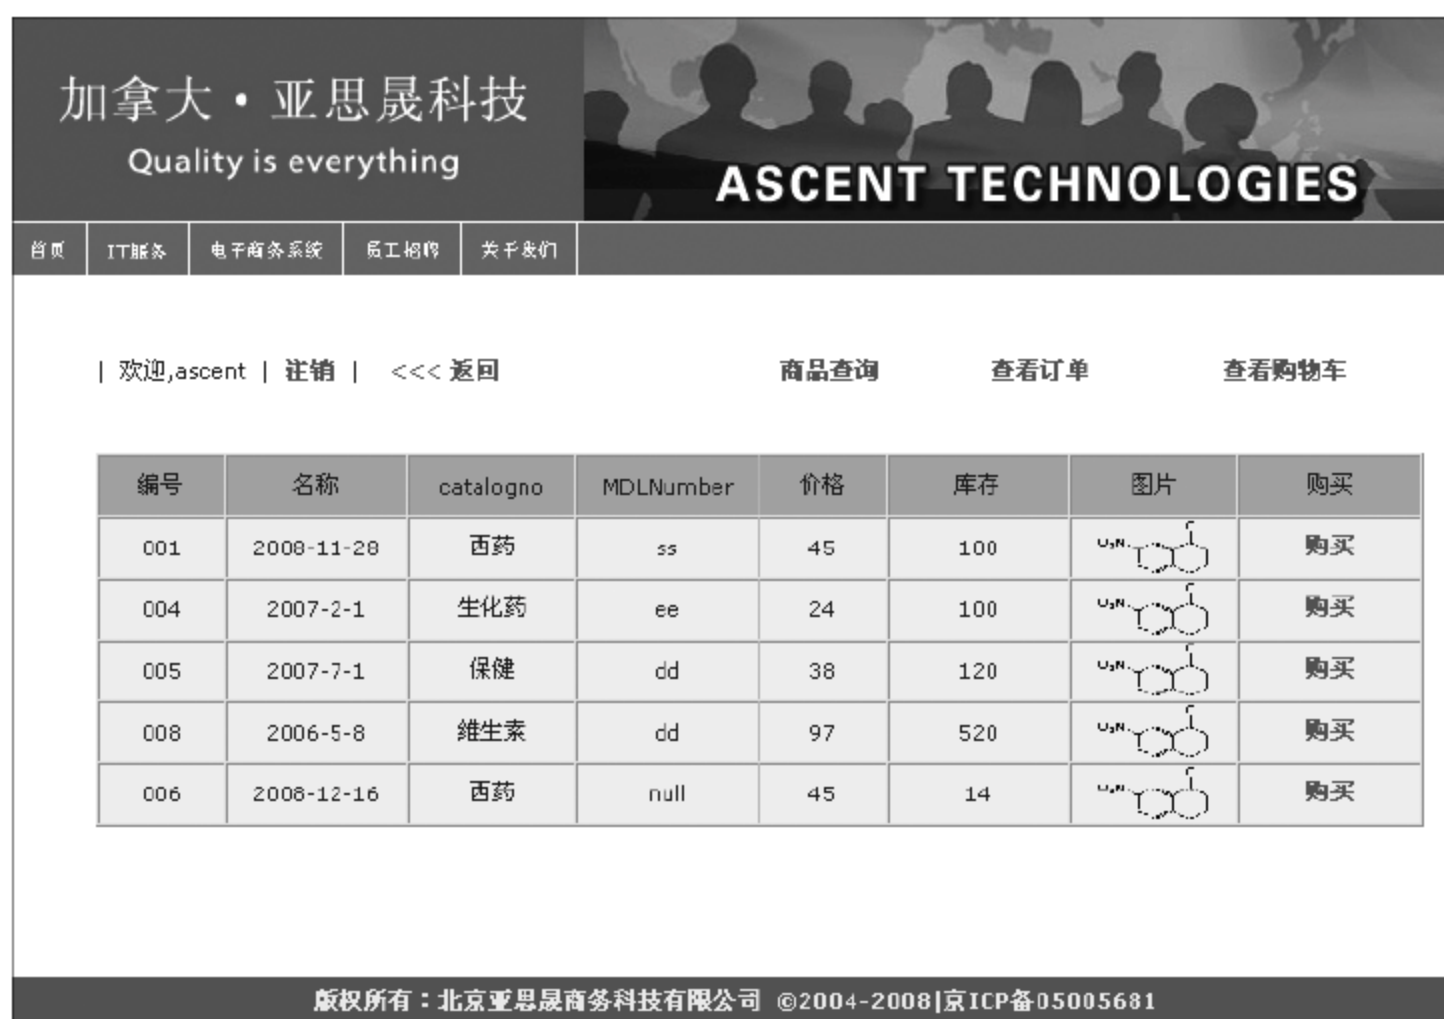 加拿大·亚思晟科技
Quality is everything
ASCENT TECHNOLOGIES
首页 IT服务 电子商务系统 员工招聘 关于我们
| 欢迎,ascent | 注销 | <<< 返回 商品查询 查看订单 查看购物车
编号 名称 catalogno MDLNumber 价格 库存 图片 购买
001 2008-11-28 西药 ss 45 100 O₂N 购买
004 2007-2-1 生化药 ee 24 100 O₂N 购买
005 2007-7-1 保健 dd 38 120 O₂N 购买
008 2006-5-8 维生素 dd 97 520 O₂N 购买
006 2008-12-16 西药 null 45 14 O₂N 购买
版权所有：北京亚思晟商务科技有限公司 ©2004-2008|京ICP备05005681